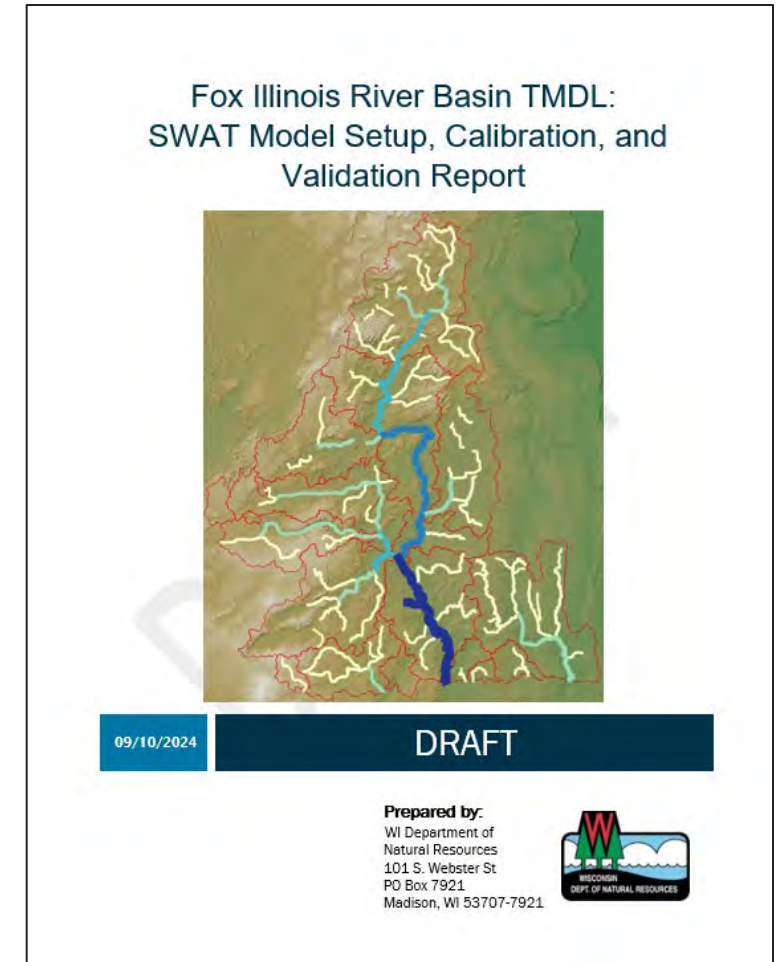 Fox Illinois River Basin TMDL:
SWAT Model Setup, Calibration, and
Validation Report
09/10/2024
DRAFT
Prepared by:
WI Department of
Natural Resources
101 S. Webster St
PO Box 7921
Madison, WI 53707-7921
WISCONSIN
DEPT. OF NATURAL RESOURCES